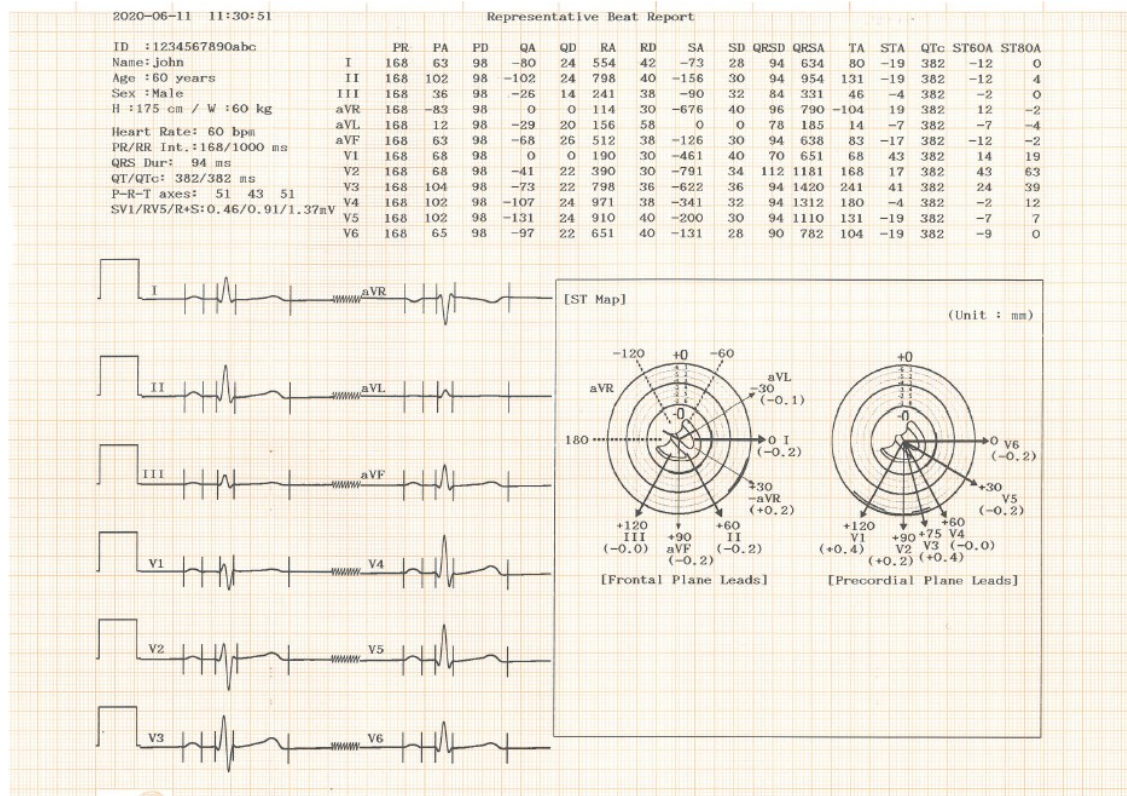 2020-06-11 11:30:51
Representative Beat Report
ID :1234567890abc
Name:john
Age :60 years
Sex :Male
H :175 cm / W :60 kg
Heart Rate: 60 bpm
PR/RR Int.:168/1000 ms
QRS Dur: 94 ms
QT/QTc: 382/382 ms
P-R-T axes: 51 43 51
SV1/RV5/R+S:0.46/0.91/1.37mV
PR PA PD QA QD RA RD SA SD QRSD QRSA TA STA QTc ST60A ST80A
I 168 63 98 -80 24 554 42 -73 28 94 634 80 -19 382 -12 0
II 168 102 98 -102 24 798 40 -156 30 94 954 131 -19 382 -12 4
III 168 36 98 -26 14 241 38 -90 32 84 331 46 -4 382 -2 0
aVR 168 -83 98 0 0 114 30 -676 40 96 790 -104 19 382 12 -2
aVL 168 12 98 -29 20 156 58 0 0 78 185 14 -7 382 -7 -4
aVF 168 63 98 -68 26 512 38 -126 30 94 638 83 -17 382 -12 -2
V1 168 68 98 0 0 190 30 -461 40 70 651 68 43 382 14 19
V2 168 68 98 -41 22 390 30 -791 34 112 1181 168 17 382 43 63
V3 168 104 98 -73 22 798 36 -622 36 94 1420 241 41 382 24 39
V4 168 102 98 -107 24 971 38 -341 32 94 1312 180 -4 382 -2 12
V5 168 102 98 -131 24 910 40 -200 30 94 1110 131 -19 382 -7 7
V6 168 65 98 -97 22 651 40 -131 28 90 782 104 -19 382 -9 0
I aVR
II aVL
III aVF
V1 V4
V2 V5
V3 V6
[ST Map]
(Unit : mm)
-120 +0 -60
aVR
aVL
-30
(-0.1)
-0
180
0 I
(-0.2)
+30
-aVR
(+0.2)
+120
III
(-0.0)
+90
aVF
(-0.2)
+60
II
(-0.2)
[Frontal Plane Leads]
+0
-0
0 V6
(-0.2)
+30
V5
(-0.2)
+120
V1
(+0.4)
+90
V2
(+0.2)
+75
V3
(+0.4)
+60
V4
(-0.0)
[Precordial Plane Leads]